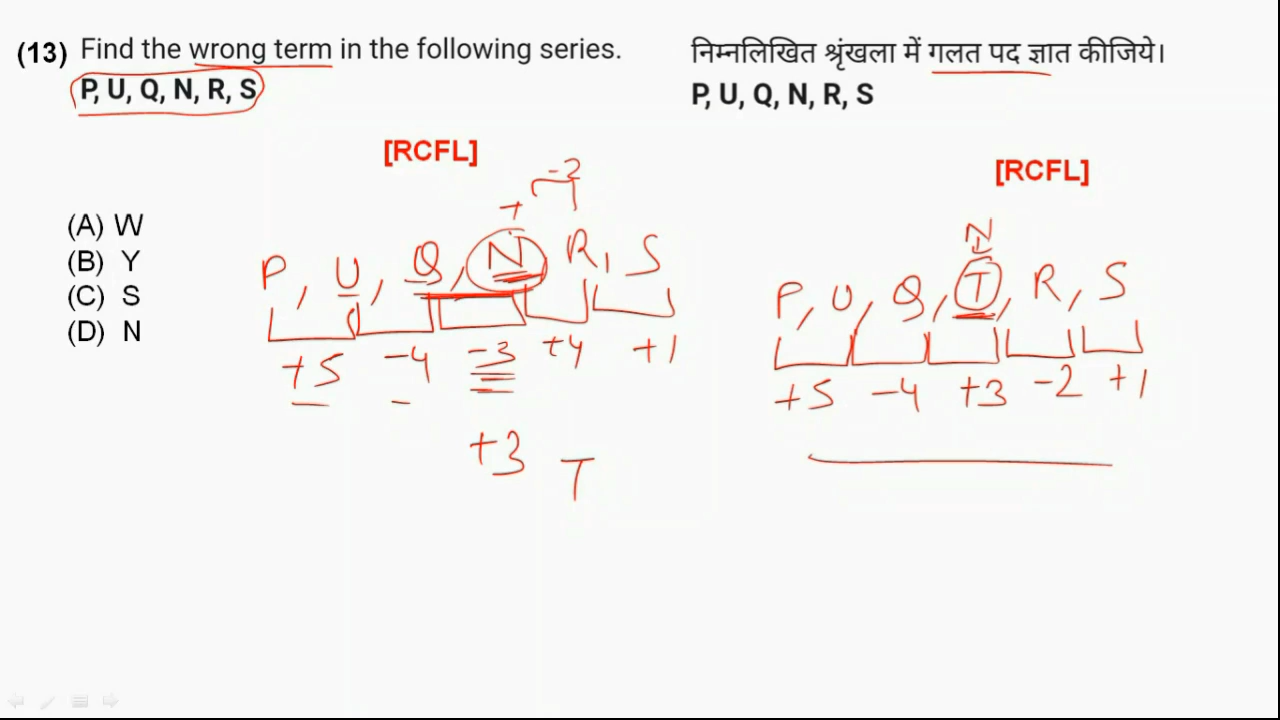 (13) Find the wrong term in the following series.
P, U, Q, N, R, S
[RCFL]
(A) W
(B) Y
(C) S
(D) N
-2
+
P, U, Q, N, R, S
+5 -4 -3 +4 +1
+3 T
निम्नलिखित श्रृंखला में गलत पद ज्ञात कीजिये।
P, U, Q, N, R, S
[RCFL]
N
P, U, Q, T, R, S
+5 -4 +3 -2 +1